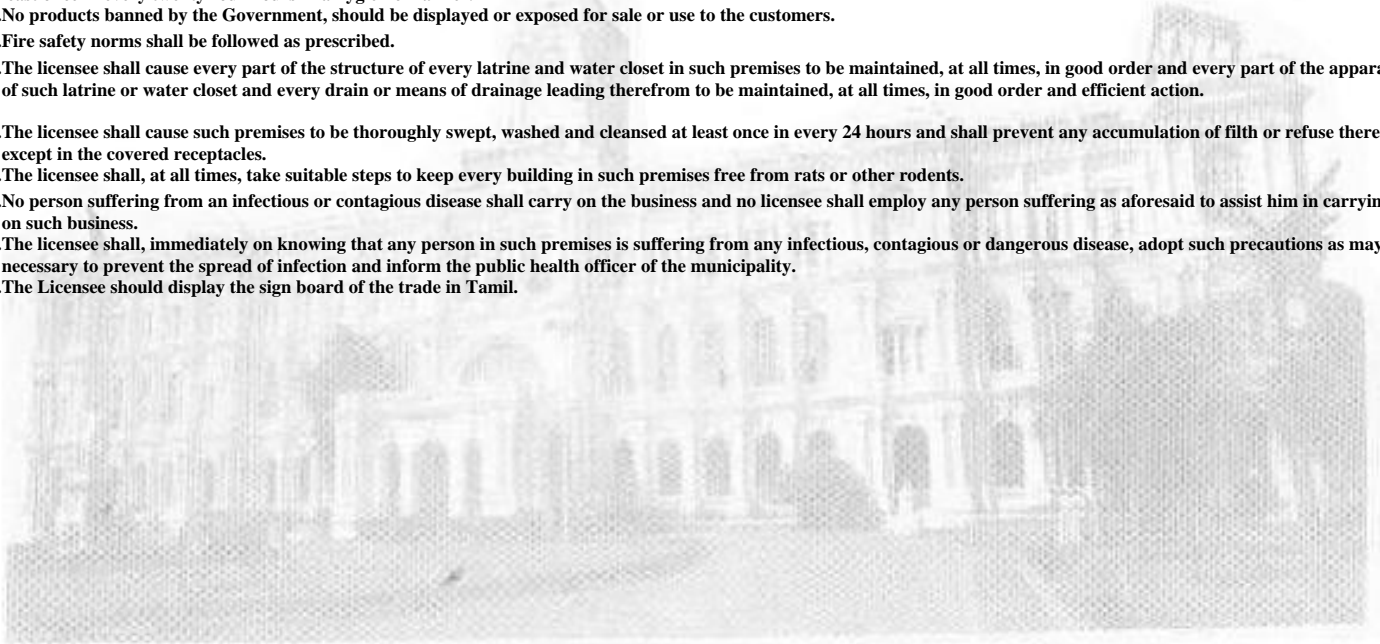 .No products banned by the Government, should be displayed or exposed for sale or use to the customers.
.Fire safety norms shall be followed as prescribed.
.The licensee shall cause every part of the structure of every latrine and water closet in such premises to be maintained, at all times, in good order and every part of the appara
of such latrine or water closet and every drain or means of drainage leading therefrom to be maintained, at all times, in good order and efficient action.
.The licensee shall cause such premises to be thoroughly swept, washed and cleansed at least once in every 24 hours and shall prevent any accumulation of filth or refuse there
except in the covered receptacles.
.The licensee shall, at all times, take suitable steps to keep every building in such premises free from rats or other rodents.
.No person suffering from an infectious or contagious disease shall carry on the business and no licensee shall employ any person suffering as aforesaid to assist him in carryin
on such business.
.The licensee shall, immediately on knowing that any person in such premises is suffering from any infectious, contagious or dangerous disease, adopt such precautions as may
necessary to prevent the spread of infection and inform the public health officer of the municipality.
.The Licensee should display the sign board of the trade in Tamil.